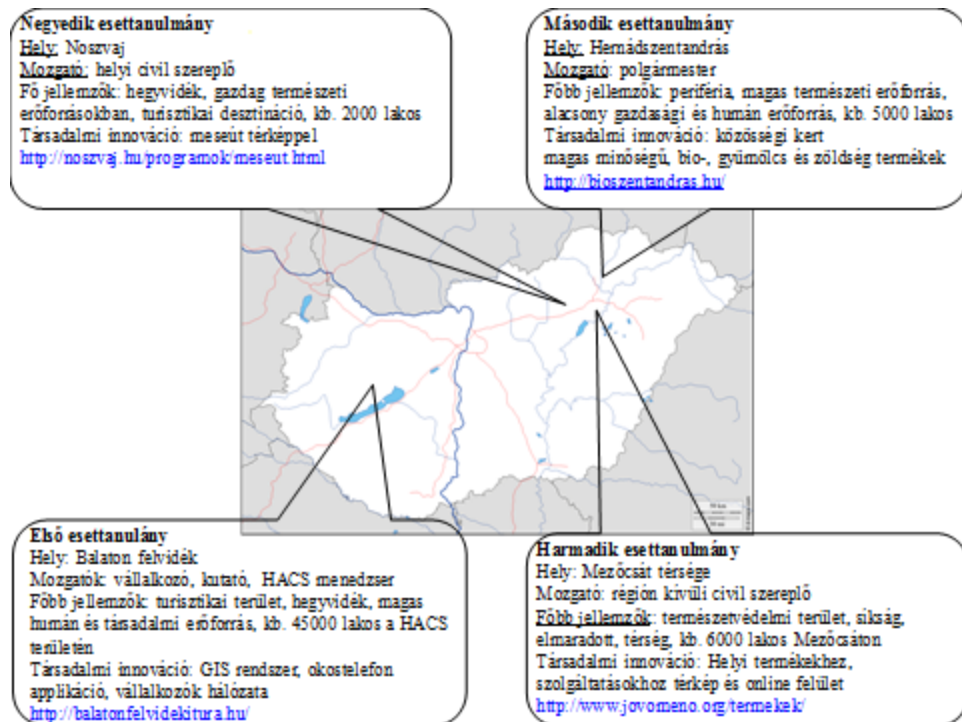 Negyedik esettanulmány
Hely: Noszvaj
Mozgató: helyi civil szereplő
Fő jellemzők: hegyvidék, gazdag természeti
erőforrásokban, turisztikai desztináció, kb. 2000 lakos
Társadalmi innováció: meseút térképpel
http://noszvaj.hu/programok/meseut.html
Második esettanulmány
Hely: Hernádszentandrás
Mozgató: polgármester
Főbb jellemzők: periféria, magas természeti erőforrás,
alacsony gazdasági és humán erőforrás, kb. 5000 lakos
Társadalmi innováció: közösségi kert
magas minőségű, bio-, gyümölcs és zöldség termékek
http://bioszentandras.hu/
Első esettanulány
Hely: Balaton felvidék
Mozgatók: vállalkozó, kutató, HACS menedzser
Főbb jellemzők: turisztikai terület, hegyvidék, magas
humán és társadalmi erőforrás, kb. 45000 lakos a HACS
területén
Társadalmi innováció: GIS rendszer, okostelefon
applikáció, vállalkozók hálózata
http://balatonfelvidekitura.hu/
Harmadik esettanulmány
Hely: Mezőcsát térsége
Mozgató: régión kívüli civil szereplő
Főbb jellemzők: természetvédelmi terület, síkság,
elmaradott, térség, kb. 6000 lakos Mezőcsáton
Társadalmi innováció: Helyi termékekhez,
szolgáltatásokhoz térkép és online felület
http://www.jovomeno.org/termekek/